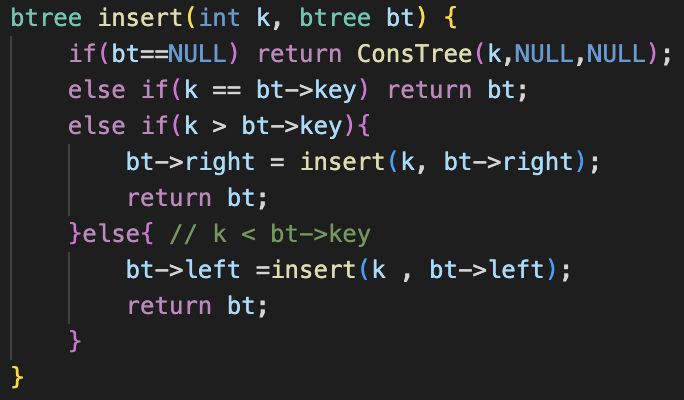 btree insert(int k, btree bt) {
    if(bt==NULL) return ConsTree(k,NULL,NULL);
    else if(k == bt->key) return bt;
    else if(k > bt->key){
        bt->right = insert(k, bt->right);
        return bt;
    }else{ // k < bt->key
        bt->left =insert(k , bt->left);
        return bt;
    }
}